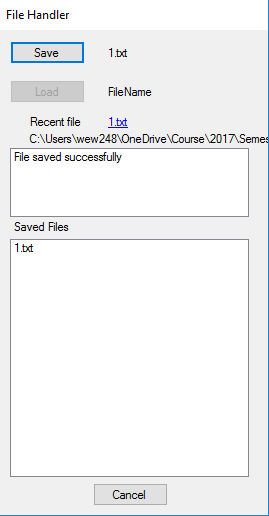 File Handler
Save 1.txt
Load FileName
Recent file 1.txt
C:\Users\wew248\OneDrive\Course\2017\Semes
File saved successfully
Saved Files
1.txt
Cancel